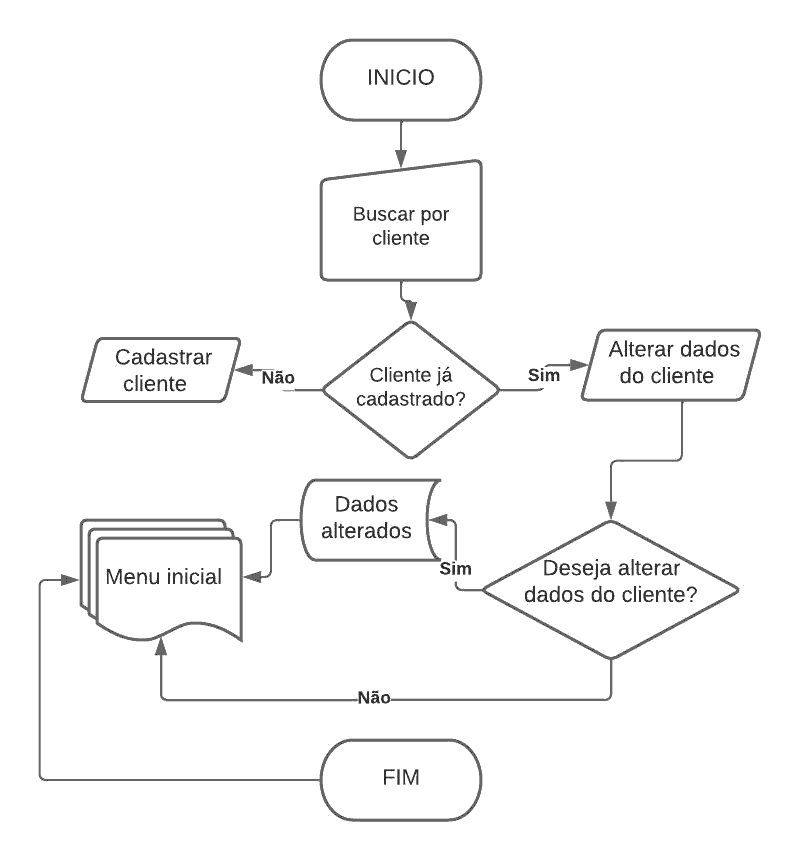 INICIO
Buscar por
cliente
Cliente já
cadastrado?
Não
Cadastrar
cliente
Sim
Alterar dados
do cliente
Deseja alterar
dados do cliente?
Sim
Dados
alterados
Menu inicial
Não
FIM